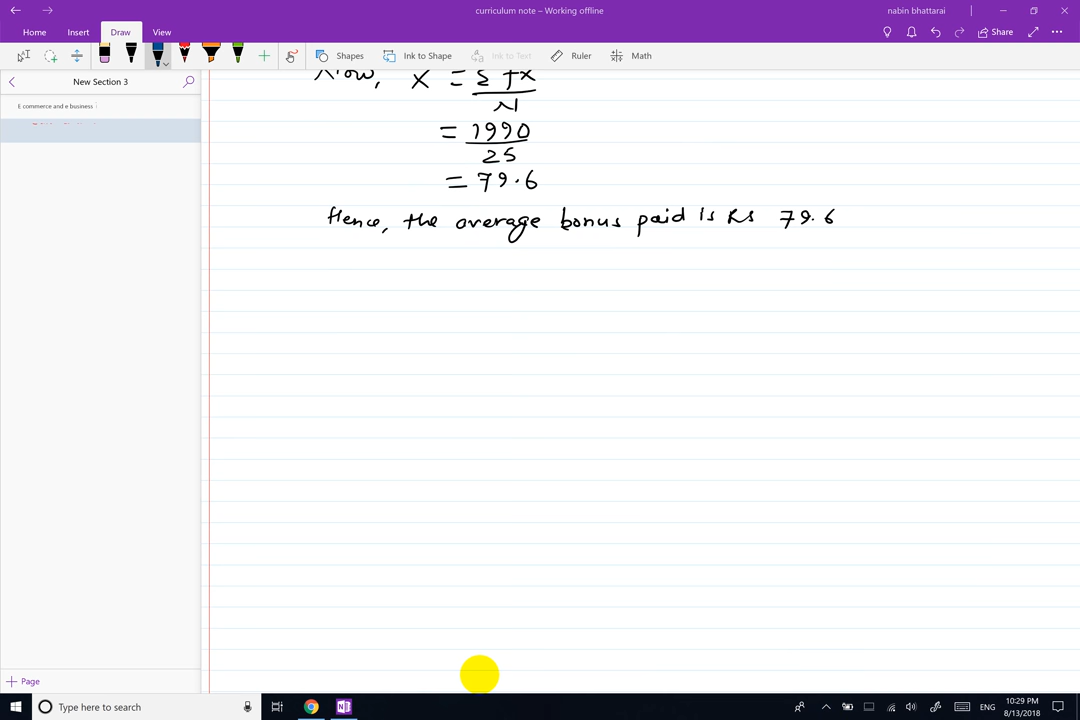 curriculum note - Working offline
nabin bhattarai
Home Insert Draw View
Share
Shapes Ink to Shape Ink to Text Ruler Math
New Section 3
E commerce and e business
Now, X = Σ fx
N
= 1990
25
= 79.6
Hence, the average bonus paid is Rs 79.6
+ Page
Type here to search
ENG
10:29 PM
8/13/2018